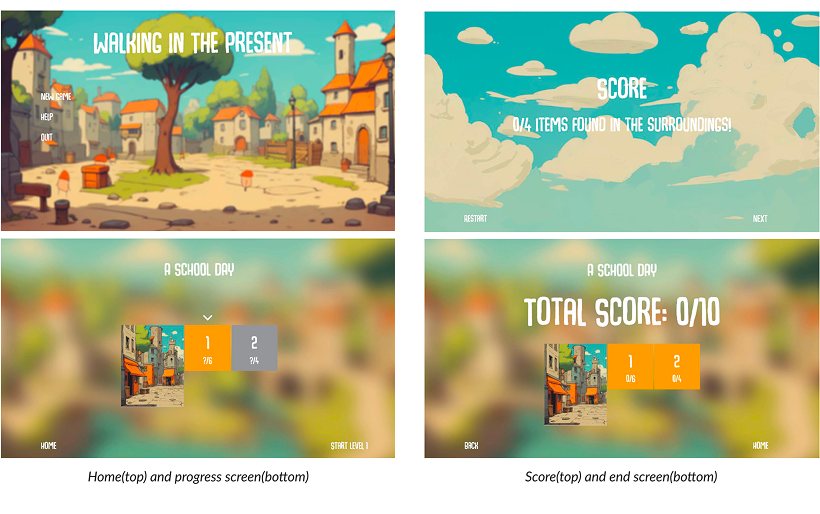 WALKING IN THE PRESENT
NEW GAME
HELP
QUIT
SCORE
0/4 ITEMS FOUND IN THE SURROUNDINGS!
RESTART
NEXT
A SCHOOL DAY
1
2
?/6
?/4
HOME
START LEVEL 1
A SCHOOL DAY
TOTAL SCORE: 0/10
1
2
0/6
0/4
BACK
HOME
Home(top) and progress screen(bottom)
Score(top) and end screen(bottom)